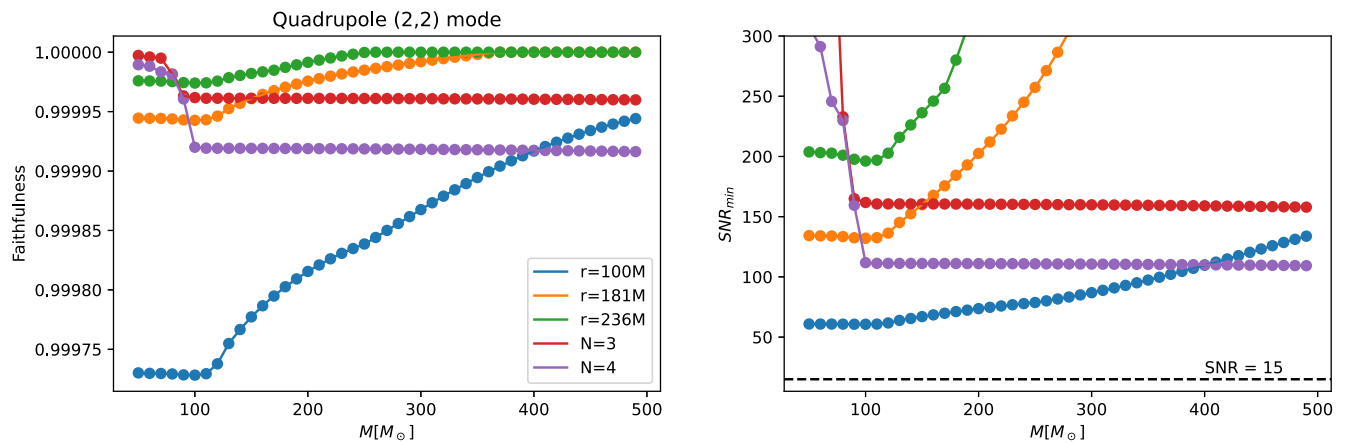 Quadrupole (2,2) mode
Faithfulness
1.00000
0.99995
0.99990
0.99985
0.99980
0.99975
r=100M
r=181M
r=236M
N=3
N=4
100 200 300 400 500
M[M⊙]
SNRmin
300
250
200
150
100
50
SNR = 15
100 200 300 400 500
M[M⊙]